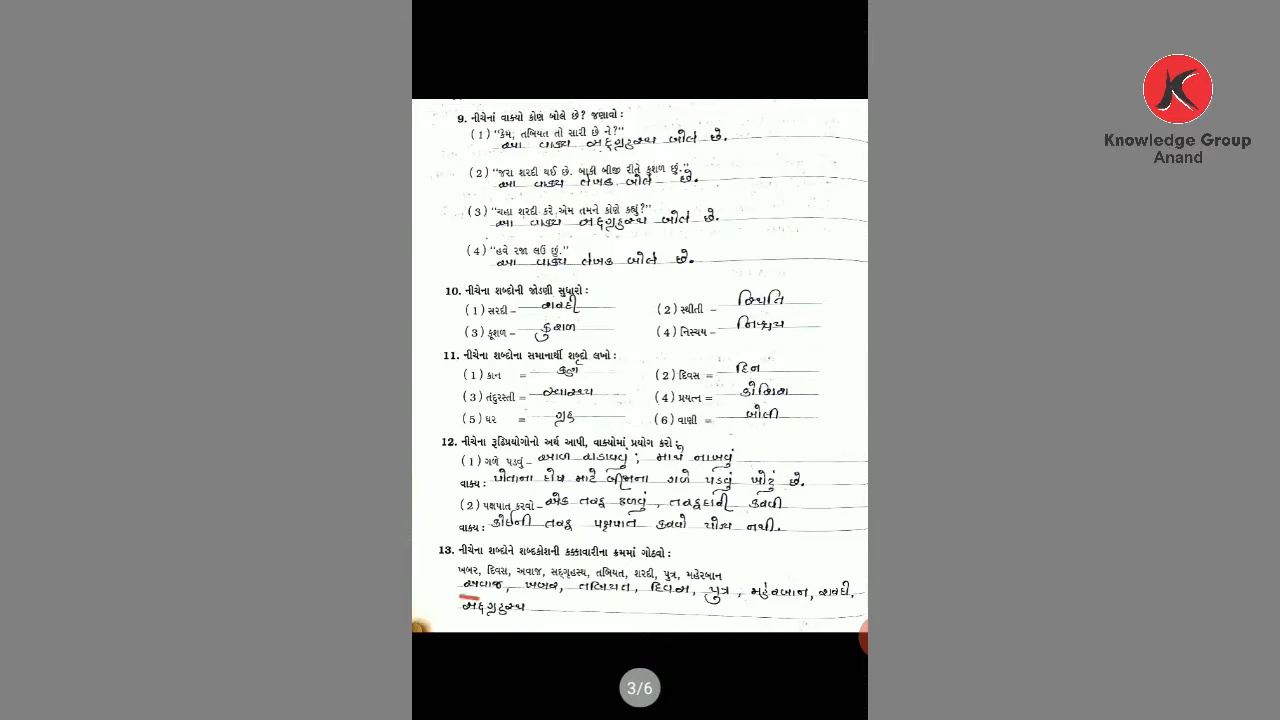 9. નીચેનાં વાક્યો કોણ બોલે છે? જણાવો :
(1) "કેમ, તબિયત તો સારી છે ને?"
આ વાક્ય સદ્ગૃહસ્થ બોલે છે.
(2) "જરા શરદી થઈ છે. બાકી બીજી રીતે કુશળ છું."
આ વાક્ય લેખક બોલે છે.
(3) "ચહા શરદી કરે એમ તમને કોણે કહ્યું?"
આ વાક્ય સદ્ગૃહસ્થ બોલે છે.
(4) "હવે રજા લઉં છું."
આ વાક્ય લેખક બોલે છે.
10. નીચેના શબ્દોની જોડણી સુધારો :
(1) સરદી – શરદી (2) સ્થીતી – સ્થિતિ
(3) કૂશળ – કુશળ (4) નિસ્ચય – નિશ્ચય
11. નીચેના શબ્દોના સમાનાર્થી શબ્દો લખો :
(1) કાન = કર્ણ (2) દિવસ = દિન
(3) તંદુરસ્તી = સ્વાસ્થ્ય (4) પ્રયત્ન = કોશિશ
(5) ઘર = ગૃહ (6) વાણી = બોલી
12. નીચેના રૂઢિપ્રયોગોનો અર્થ આપી, વાક્યોમાં પ્રયોગ કરો :
(1) ગળે પડવું – આળ ચડાવવું ; માથે નાખવું
વાક્ય : પોતાના દોષ માટે બીજાના ગળે પડવું ખોટું છે.
(2) પક્ષપાત કરવો – એક તરફ ઢળવું , તરફદારી કરવી
વાક્ય : કોઈની તરફ પક્ષપાત કરવો યોગ્ય નથી.
13. નીચેના શબ્દોને શબ્દકોશની કક્કાવારીના ક્રમમાં ગોઠવો :
ખબર, દિવસ, અવાજ, સદ્ગૃહસ્થ, તબિયત, શરદી, પુત્ર, મહેરબાન
અવાજ, ખબર, તબિયત, દિવસ, પુત્ર, મહેરબાન, શરદી,
સદ્ગૃહસ્થ
3/6
K
Knowledge Group
Anand